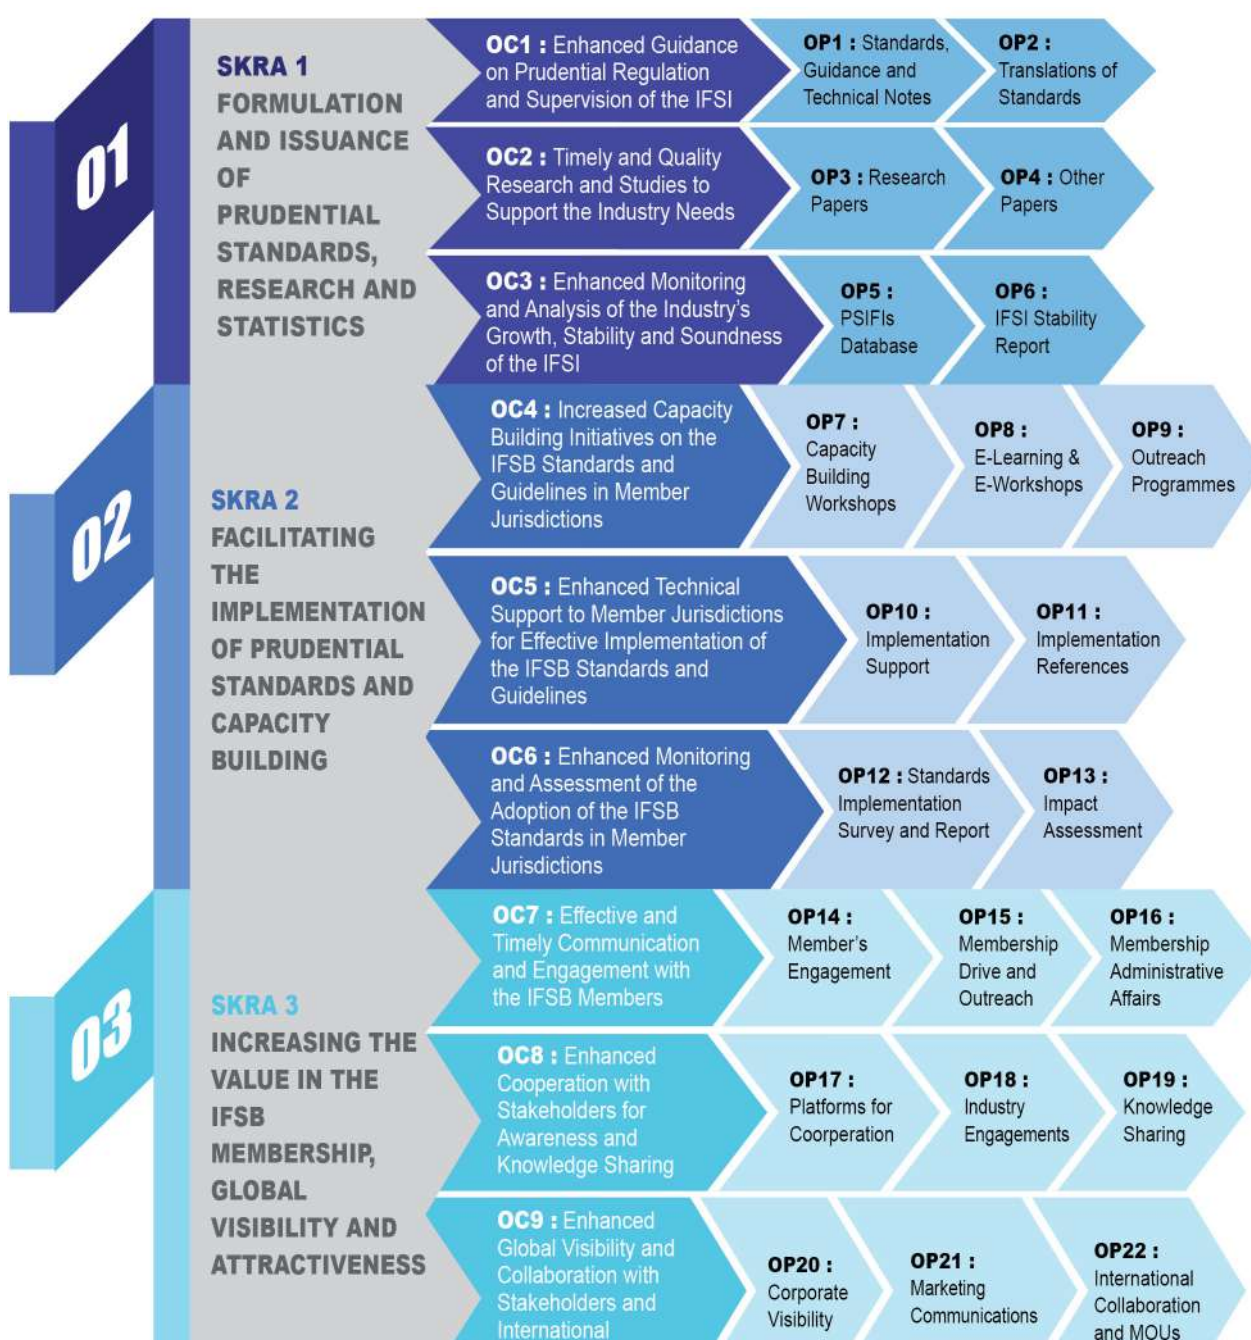 01
SKRA 1
FORMULATION
AND ISSUANCE
OF
PRUDENTIAL
STANDARDS,
RESEARCH AND
STATISTICS
OC1 : Enhanced Guidance
on Prudential Regulation
and Supervision of the IFSI
OP1 : Standards,
Guidance and
Technical Notes
OP2 :
Translations of
Standards
OC2 : Timely and Quality
Research and Studies to
Support the Industry Needs
OP3 : Research
Papers
OP4 : Other
Papers
OC3 : Enhanced Monitoring
and Analysis of the Industry's
Growth, Stability and Soundness
of the IFSI
OP5 :
PSIFIs
Database
OP6 :
IFSI Stability
Report
02
SKRA 2
FACILITATING
THE
IMPLEMENTATION
OF PRUDENTIAL
STANDARDS AND
CAPACITY
BUILDING
OC4 : Increased Capacity
Building Initiatives on the
IFSB Standards and
Guidelines in Member
Jurisdictions
OP7 :
Capacity
Building
Workshops
OP8 :
E-Learning &
E-Workshops
OP9 :
Outreach
Programmes
OC5 : Enhanced Technical
Support to Member Jurisdictions
for Effective Implementation of
the IFSB Standards and
Guidelines
OP10 :
Implementation
Support
OP11 :
Implementation
References
OC6 : Enhanced Monitoring
and Assessment of the
Adoption of the IFSB
Standards in Member
Jurisdictions
OP12 : Standards
Implementation
Survey and Report
OP13 :
Impact
Assessment
03
SKRA 3
INCREASING THE
VALUE IN THE
IFSB
MEMBERSHIP,
GLOBAL
VISIBILITY AND
ATTRACTIVENESS
OC7 : Effective and
Timely Communication
and Engagement with
the IFSB Members
OP14 :
Member's
Engagement
OP15 :
Membership
Drive and
Outreach
OP16 :
Membership
Administrative
Affairs
OC8 : Enhanced
Cooperation with
Stakeholders for
Awareness and
Knowledge Sharing
OP17 :
Platforms for
Coorperation
OP18 :
Industry
Engagements
OP19 :
Knowledge
Sharing
OC9 : Enhanced
Global Visibility and
Collaboration with
Stakeholders and
International
OP20 :
Corporate
Visibility
OP21 :
Marketing
Communications
OP22 :
International
Collaboration
and MOUs